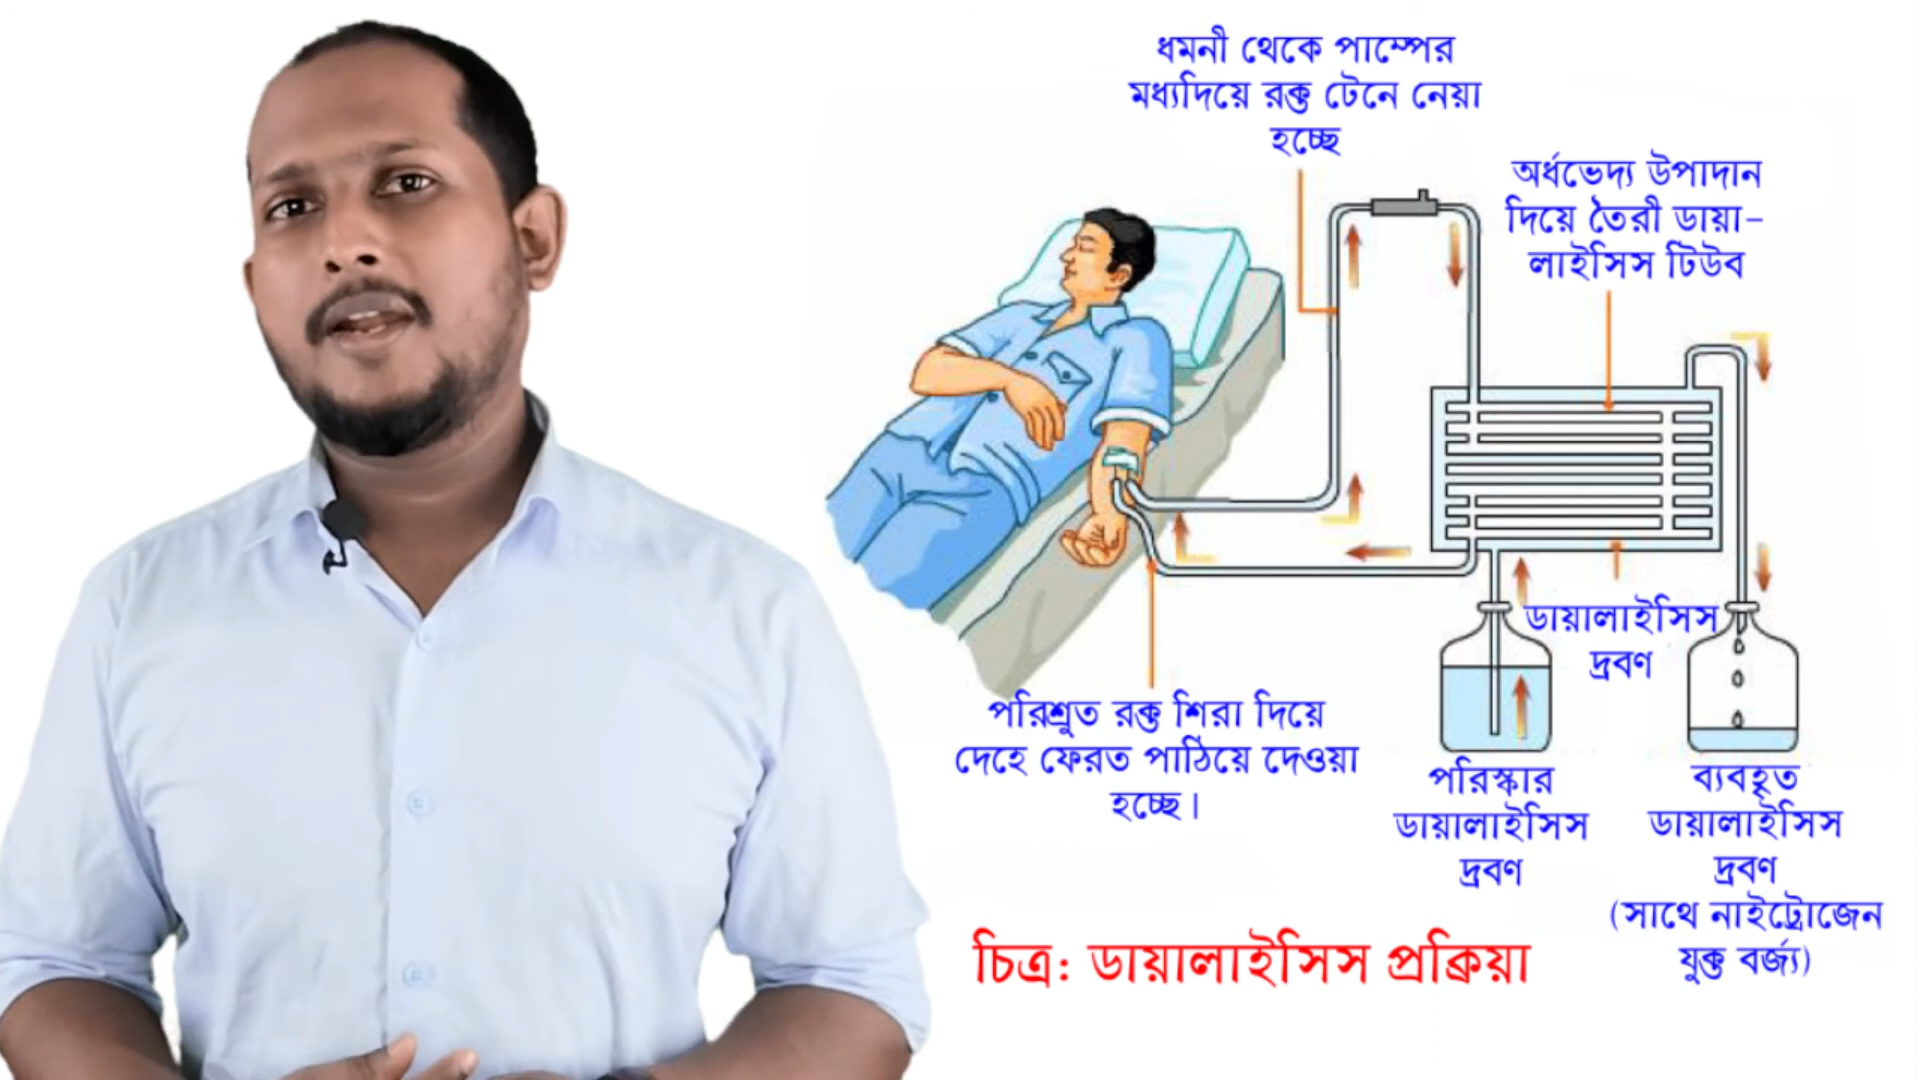 ধমনী থেকে পাম্পের
মধ্যদিয়ে রক্ত টেনে নেয়া
হচ্ছে
অর্ধভেদ্য উপাদান
দিয়ে তৈরী ডায়া-
লাইসিস টিউব
ডায়ালাইসিস
দ্রবণ
পরিশ্রুত রক্ত শিরা দিয়ে
দেহে ফেরত পাঠিয়ে দেওয়া
হচ্ছে।
পরিস্কার
ডায়ালাইসিস
দ্রবণ
ব্যবহৃত
ডায়ালাইসিস
দ্রবণ
(সাথে নাইট্রোজেন
যুক্ত বর্জ্য)
চিত্র: ডায়ালাইসিস প্রক্রিয়া